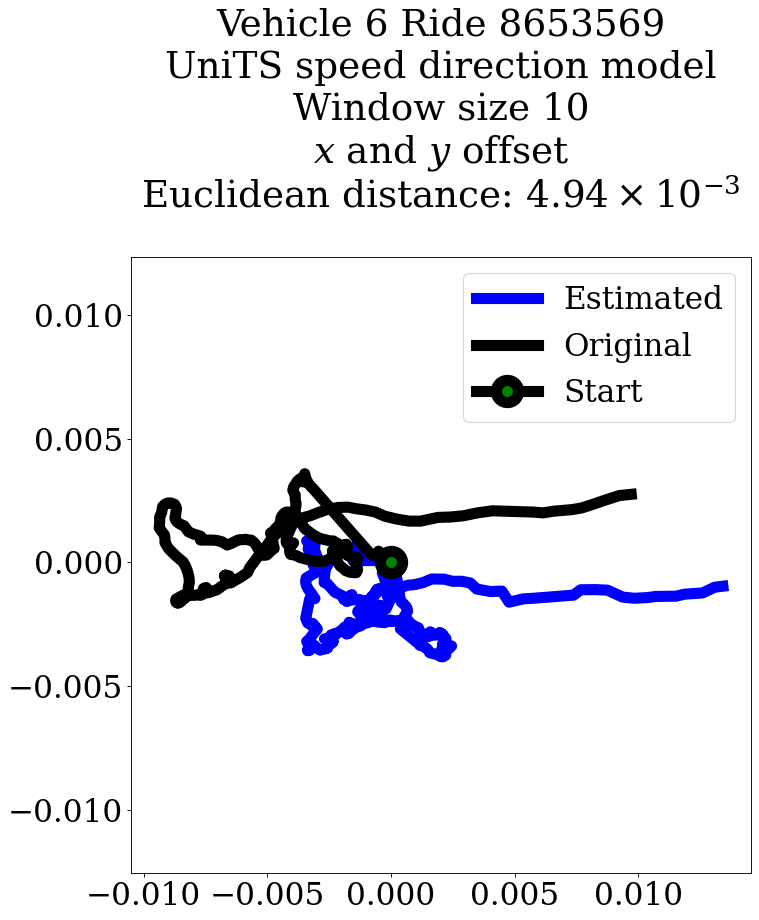 Vehicle 6 Ride 8653569
UniTS speed direction model
Window size 10
x and y offset
Euclidean distance: 4.94 × 10⁻³
Estimated
Original
Start
0.010
0.005
0.000
−0.005
−0.010
−0.010 −0.005 0.000 0.005 0.010